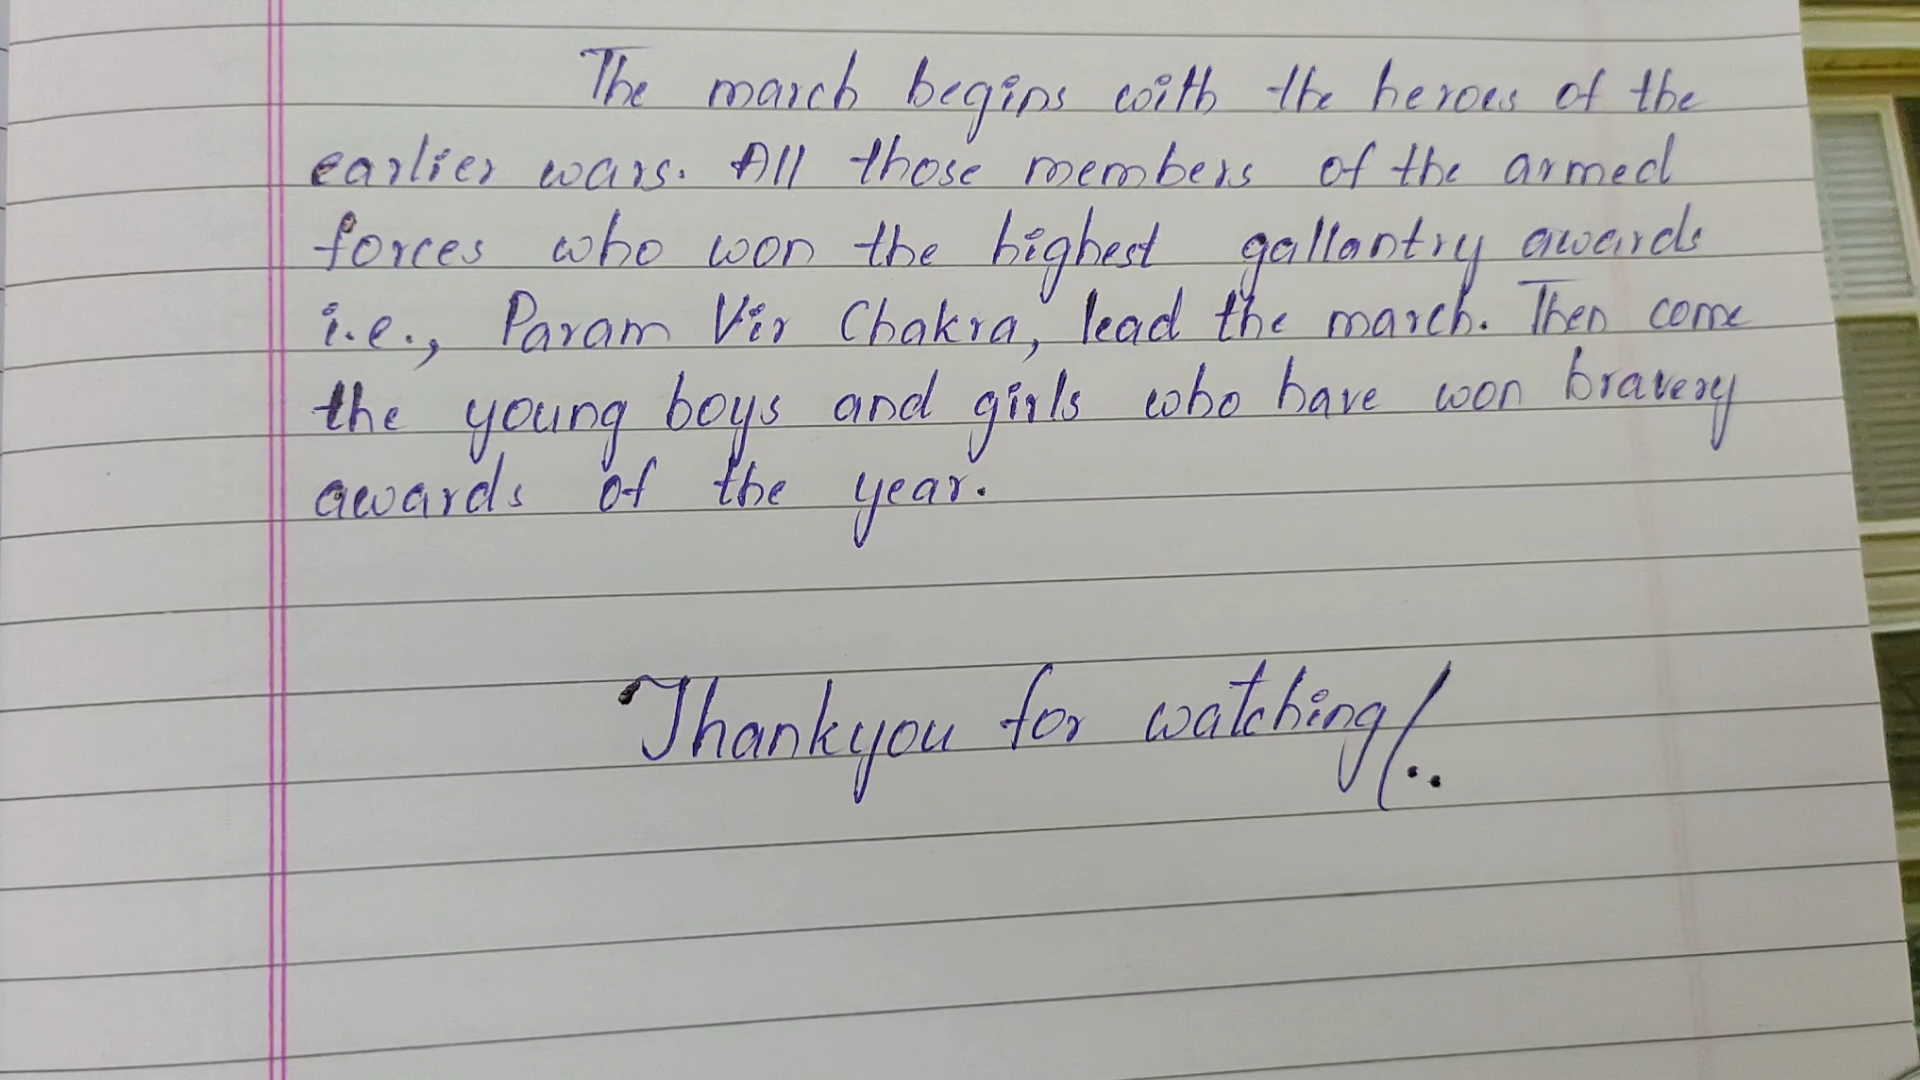 The march begins with the heroes of the
earlier wars. All those members of the armed
forces who won the highest gallantry awards
i.e., Param Vir Chakra, lead the march. Then come
the young boys and girls who have won bravery
awards of the year.
Thankyou for watching!..